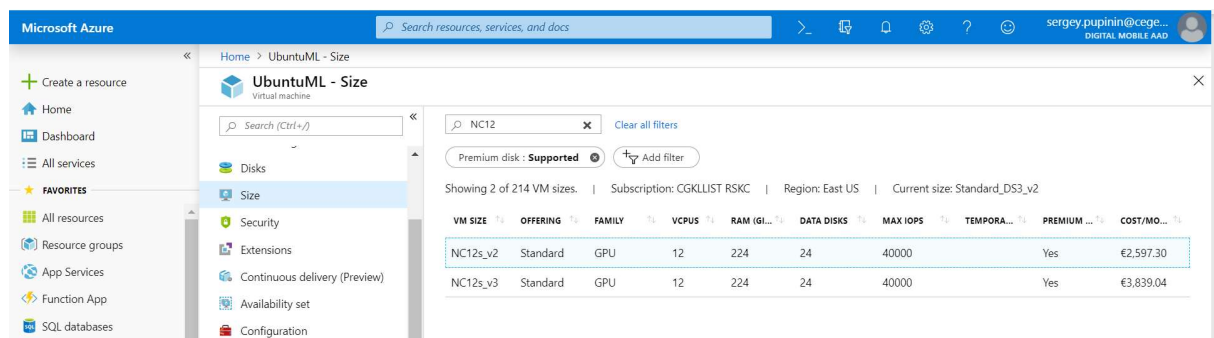 Microsoft Azure
Search resources, services, and docs
sergey.pupinin@cege...
DIGITAL MOBILE AAD
Create a resource
Home
Dashboard
All services
FAVORITES
All resources
Resource groups
App Services
Function App
SQL databases
Home > UbuntuML - Size
UbuntuML - Size
Virtual machine
Search (Ctrl+/)
Disks
Size
Security
Extensions
Continuous delivery (Preview)
Availability set
Configuration
NC12 Clear all filters
Premium disk : Supported Add filter
Showing 2 of 214 VM sizes. | Subscription: CGKLLIST RSKC | Region: East US | Current size: Standard_DS3_v2
VM SIZE OFFERING FAMILY VCPUS RAM (GI... DATA DISKS MAX IOPS TEMPORA... PREMIUM ... COST/MO...
NC12s_v2 Standard GPU 12 224 24 40000 Yes €2,597.30
NC12s_v3 Standard GPU 12 224 24 40000 Yes €3,839.04